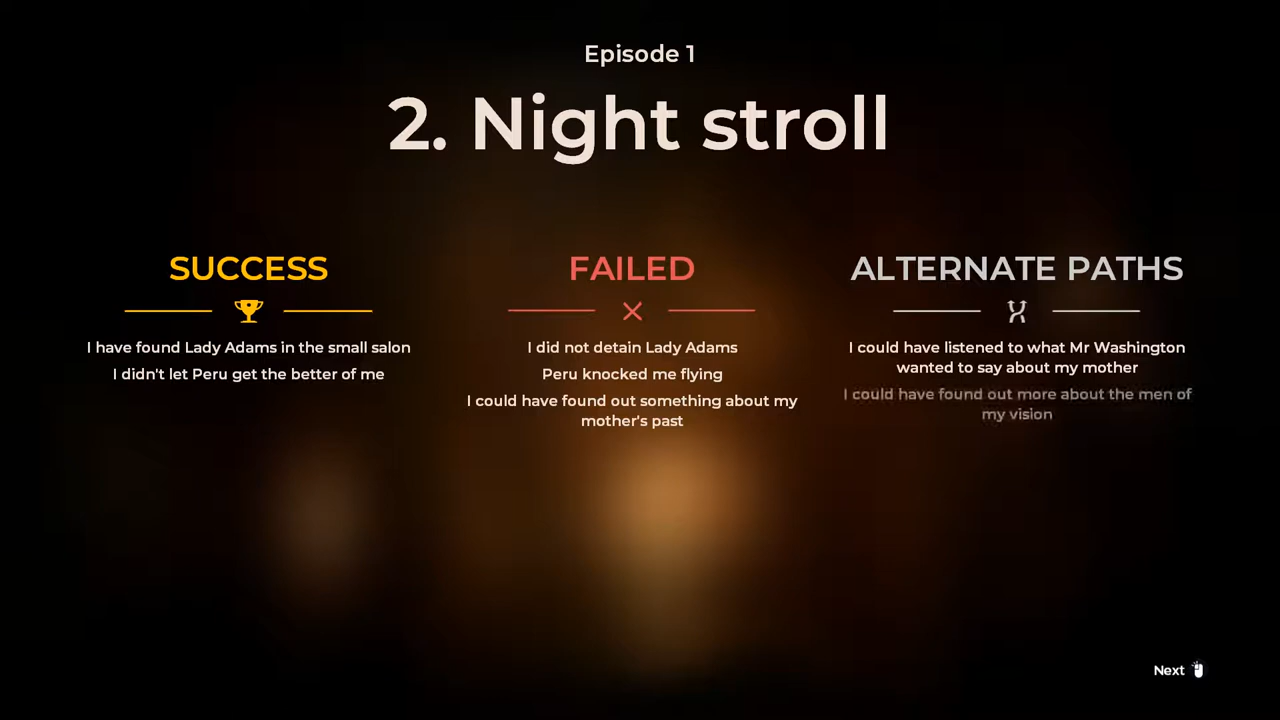 Episode 1
2. Night stroll
SUCCESS
I have found Lady Adams in the small salon
I didn't let Peru get the better of me
FAILED
I did not detain Lady Adams
Peru knocked me flying
I could have found out something about my
mother's past
ALTERNATE PATHS
I could have listened to what Mr Washington
wanted to say about my mother
I could have found out more about the men of
my vision
Next